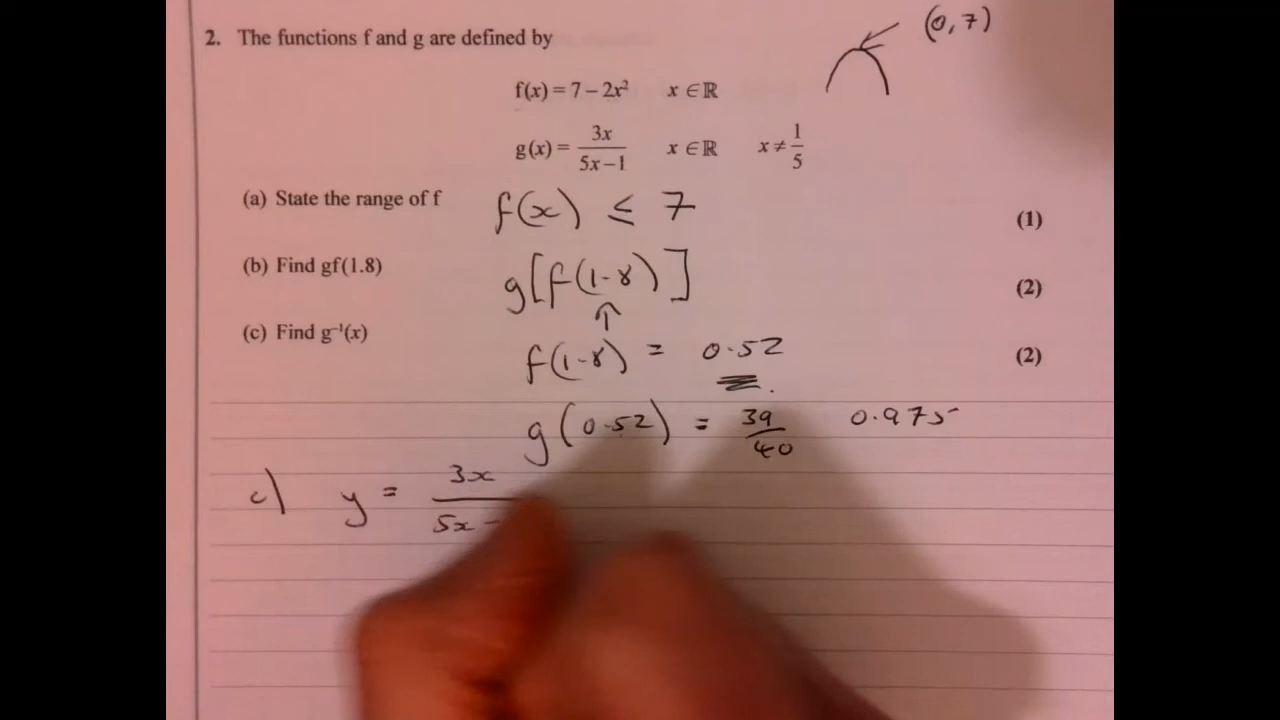 (0, 7)
2. The functions f and g are defined by
f(x) = 7 – 2x² x ∈ ℝ
g(x) = 3x / 5x – 1 x ∈ ℝ x ≠ 1/5
(a) State the range of f f(x) ≤ 7
(1)
(b) Find gf(1.8) g[f(1·8)]
(2)
(c) Find g⁻¹(x)
f(1·8) = 0·52
(2)
g(0·52) = 39/40 0·975
c) y = 3x / 5x –